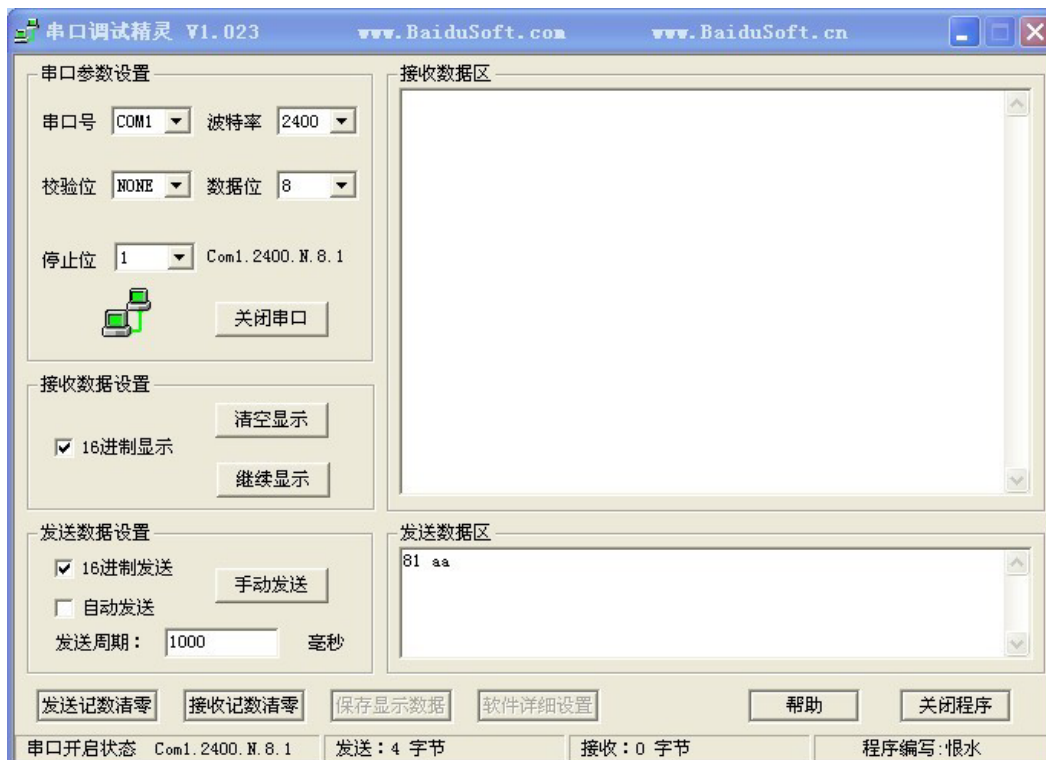 串口调试精灵 V1.023 www.BaiduSoft.com www.BaiduSoft.cn
串口参数设置
串口号 COM1 波特率 2400
校验位 NONE 数据位 8
停止位 1 Com1.2400.N.8.1
关闭串口
接收数据设置
清空显示
16进制显示
继续显示
发送数据设置
16进制发送
手动发送
自动发送
发送周期： 1000 毫秒
接收数据区
发送数据区
81 aa
发送记数清零 接收记数清零 保存显示数据 软件详细设置 帮助 关闭程序
串口开启状态 Com1.2400.N.8.1 发送：4 字节 接收：0 字节 程序编写:恨水